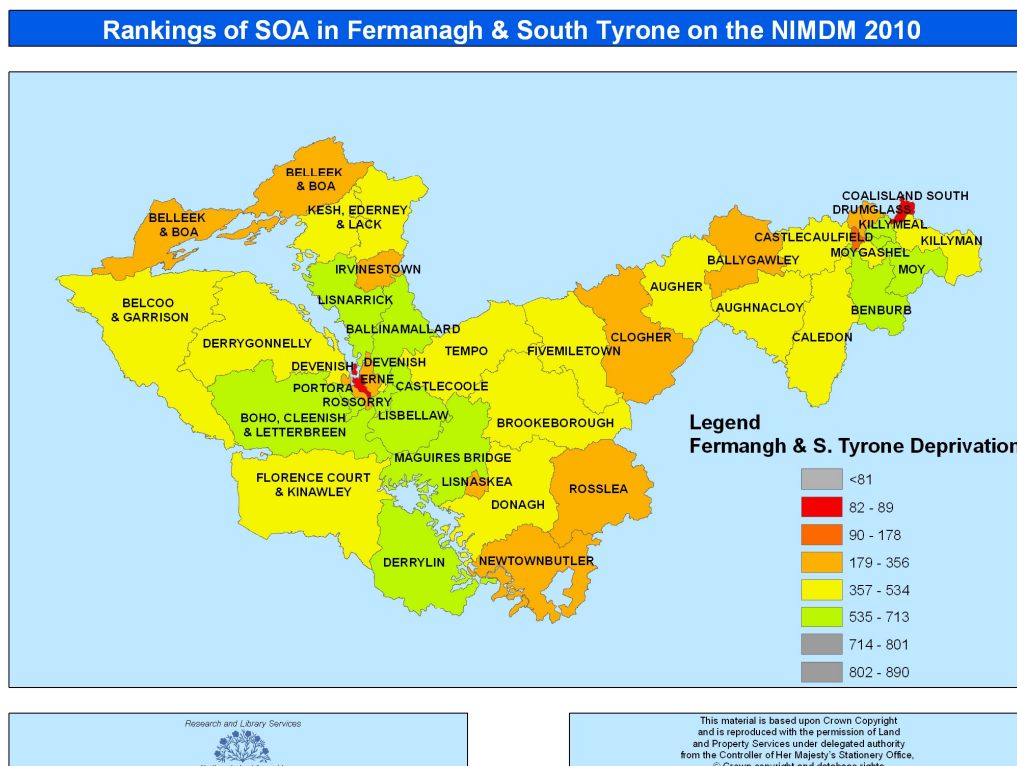 Rankings of SOA in Fermanagh & South Tyrone on the NIMDM 2010
BELLEEK
& BOA
BELLEEK
& BOA
KESH, EDERNEY
& LACK
COALISLAND SOUTH
DRUMGLASS
KILLYMEAL
CASTLECAULFIELD
KILLYMAN
MOYGASHEL
BALLYGAWLEY
MOY
IRVINESTOWN
AUGHER
LISNARRICK
BELCOO
& GARRISON
AUGHNACLOY
BENBURB
BALLINAMALLARD
CLOGHER
CALEDON
DERRYGONNELLY
TEMPO
FIVEMILETOWN
DEVENISH
DEVENISH
ERNE
PORTORA
CASTLECOOLE
ROSSORRY
BOHO, CLEENISH
& LETTERBREEN
LISBELLAW
BROOKEBOROUGH
MAGUIRES BRIDGE
FLORENCE COURT
& KINAWLEY
LISNASKEA
ROSSLEA
DONAGH
DERRYLIN
NEWTOWNBUTLER
Legend
Fermangh & S. Tyrone Deprivation
<81
82 - 89
90 - 178
179 - 356
357 - 534
535 - 713
714 - 801
802 - 890
Research and Library Services
This material is based upon Crown Copyright
and is reproduced with the permission of Land
and Property Services under delegated authority
from the Controller of Her Majesty's Stationery Office,
© Crown copyright and database rights